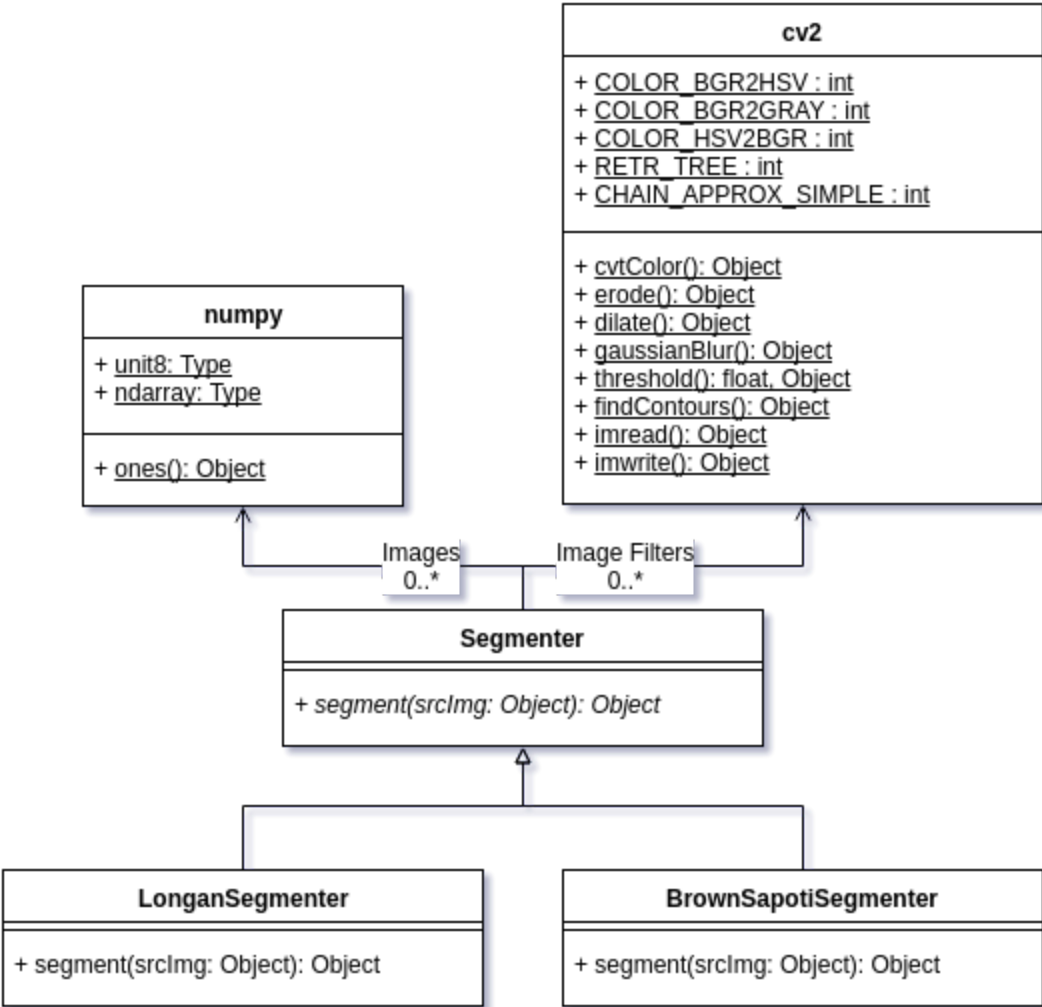 cv2
+ COLOR_BGR2HSV : int
+ COLOR_BGR2GRAY : int
+ COLOR_HSV2BGR : int
+ RETR_TREE : int
+ CHAIN_APPROX_SIMPLE : int
+ cvtColor(): Object
+ erode(): Object
+ dilate(): Object
+ gaussianBlur(): Object
+ threshold(): float, Object
+ findContours(): Object
+ imread(): Object
+ imwrite(): Object
numpy
+ unit8: Type
+ ndarray: Type
+ ones(): Object
Images
0..*
Image Filters
0..*
Segmenter
+ segment(srcImg: Object): Object
LonganSegmenter
+ segment(srcImg: Object): Object
BrownSapotiSegmenter
+ segment(srcImg: Object): Object